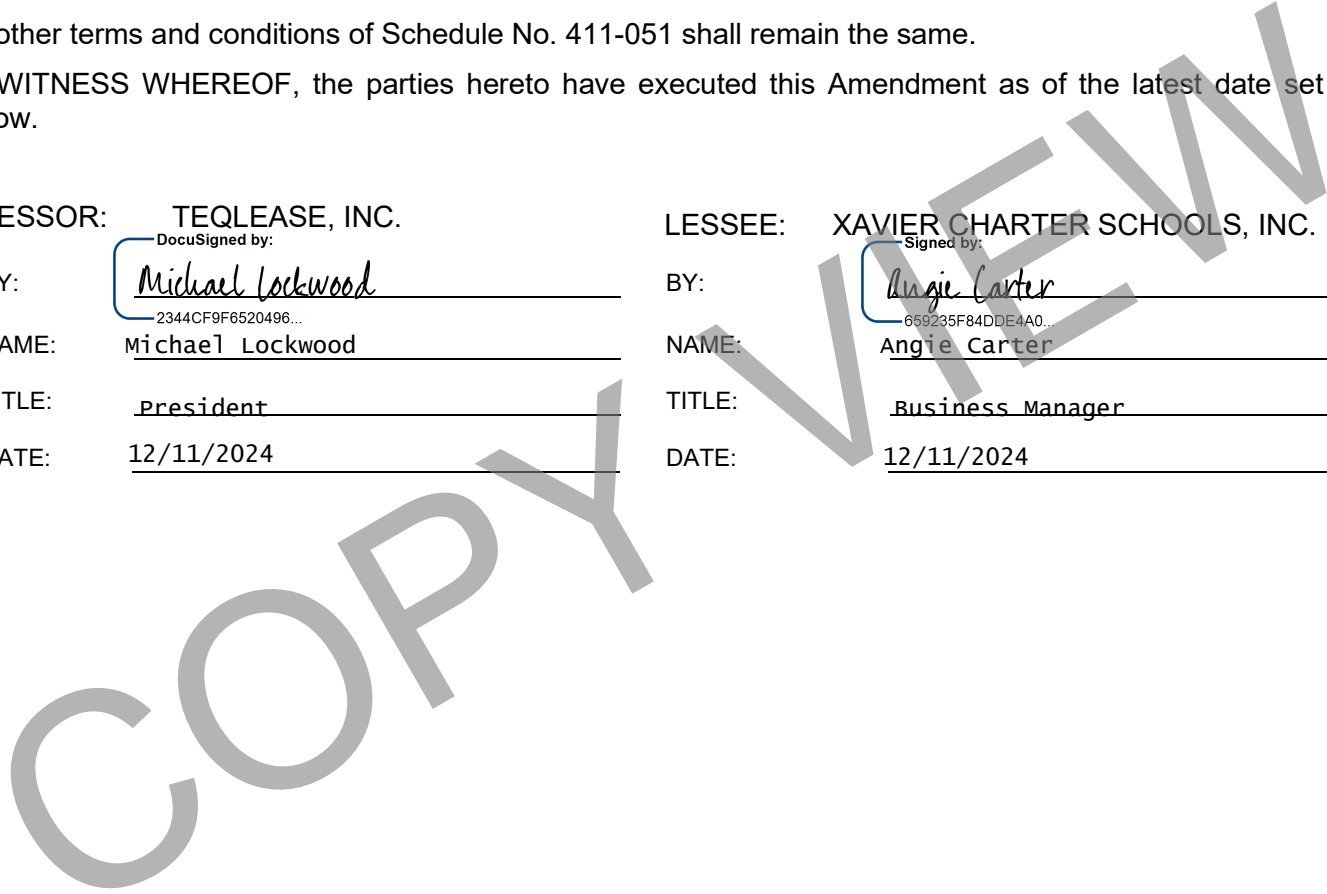 other terms and conditions of Schedule No. 411-051 shall remain the same.
WITNESS WHEREOF, the parties hereto have executed this Amendment as of the latest date set
ow.
ESSOR: TEQLEASE, INC.
DocuSigned by:
Y: Michael Lockwood
2344CF9F6520496...
AME: Michael Lockwood
TLE: President
ATE: 12/11/2024
LESSEE: XAVIER CHARTER SCHOOLS, INC.
Signed by:
BY: Angie Carter
659235F84DDE4A0...
NAME: Angie Carter
TITLE: Business Manager
DATE: 12/11/2024
COPY VIEW